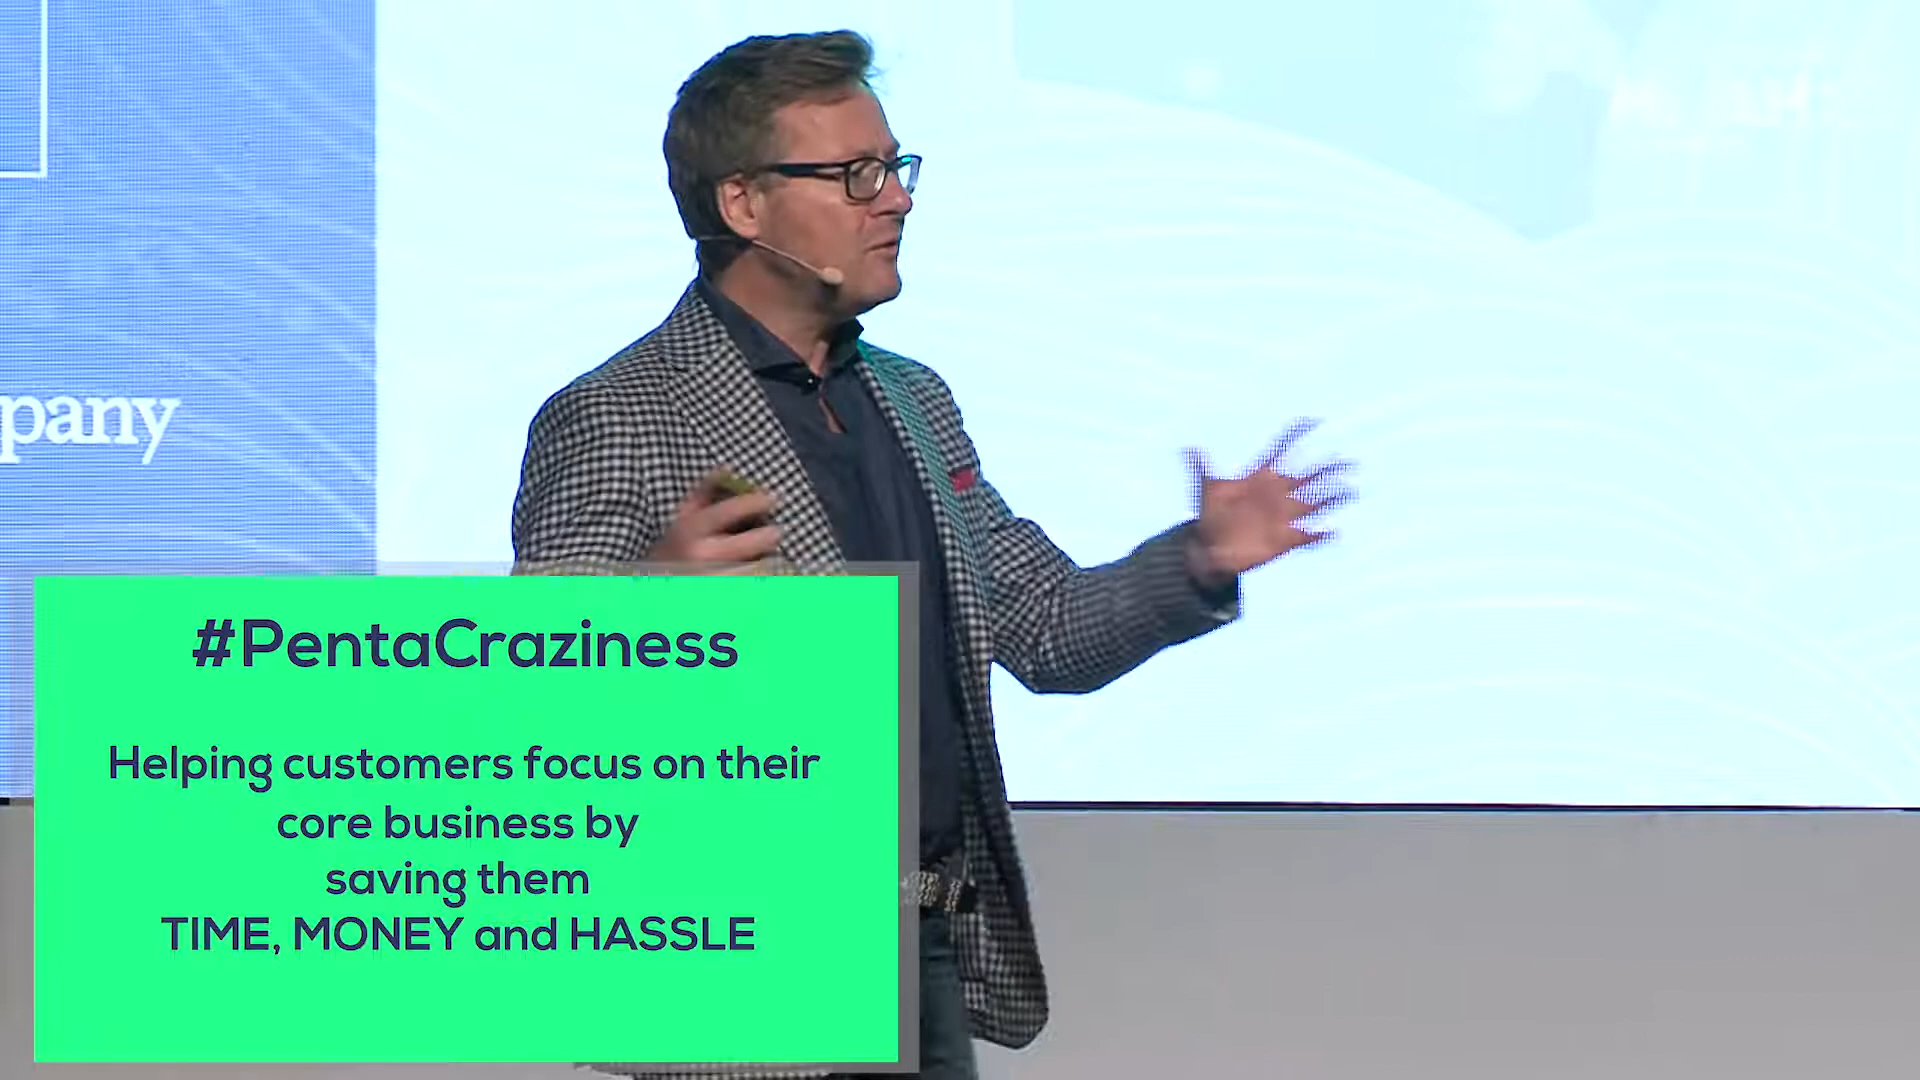 pany
#PentaCraziness
Helping customers focus on their
core business by
saving them
TIME, MONEY and HASSLE